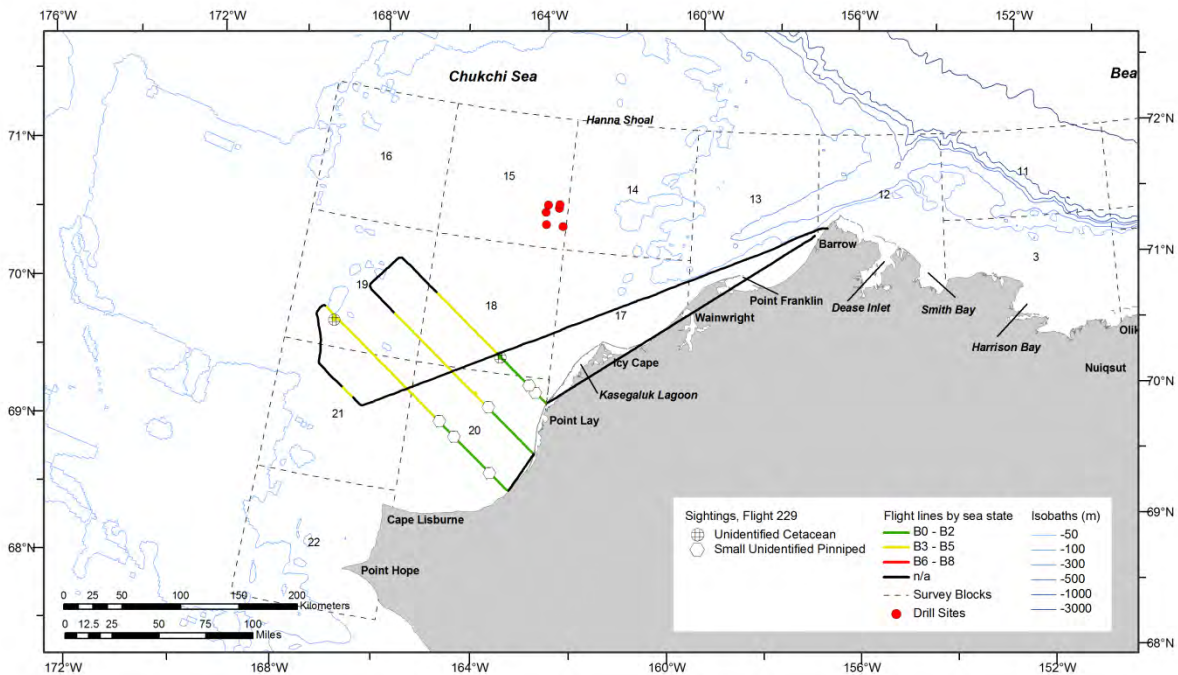 176°W 172°W 168°W 164°W 160°W 156°W 152°W
Chukchi Sea
Bea
72°N
71°N
Hanna Shoal
16
15
14
13
12
11
3
71°N
Barrow
70°N
19
18
17
Point Franklin
Dease Inlet
Smith Bay
Wainwright
Harrison Bay
Olik
Icy Cape
Nuiqsut
Kasegaluk Lagoon
70°N
69°N
21
20
Point Lay
Cape Lisburne
69°N
68°N
22
Point Hope
0 25 50 100 150 200
Kilometers
0 12.5 25 50 75 100
Miles
Sightings, Flight 229
Unidentified Cetacean
Small Unidentified Pinniped
Flight lines by sea state
B0 - B2
B3 - B5
B6 - B8
n/a
Survey Blocks
Drill Sites
Isobaths (m)
-50
-100
-300
-500
-1000
-3000
68°N
172°W 168°W 164°W 160°W 156°W 152°W